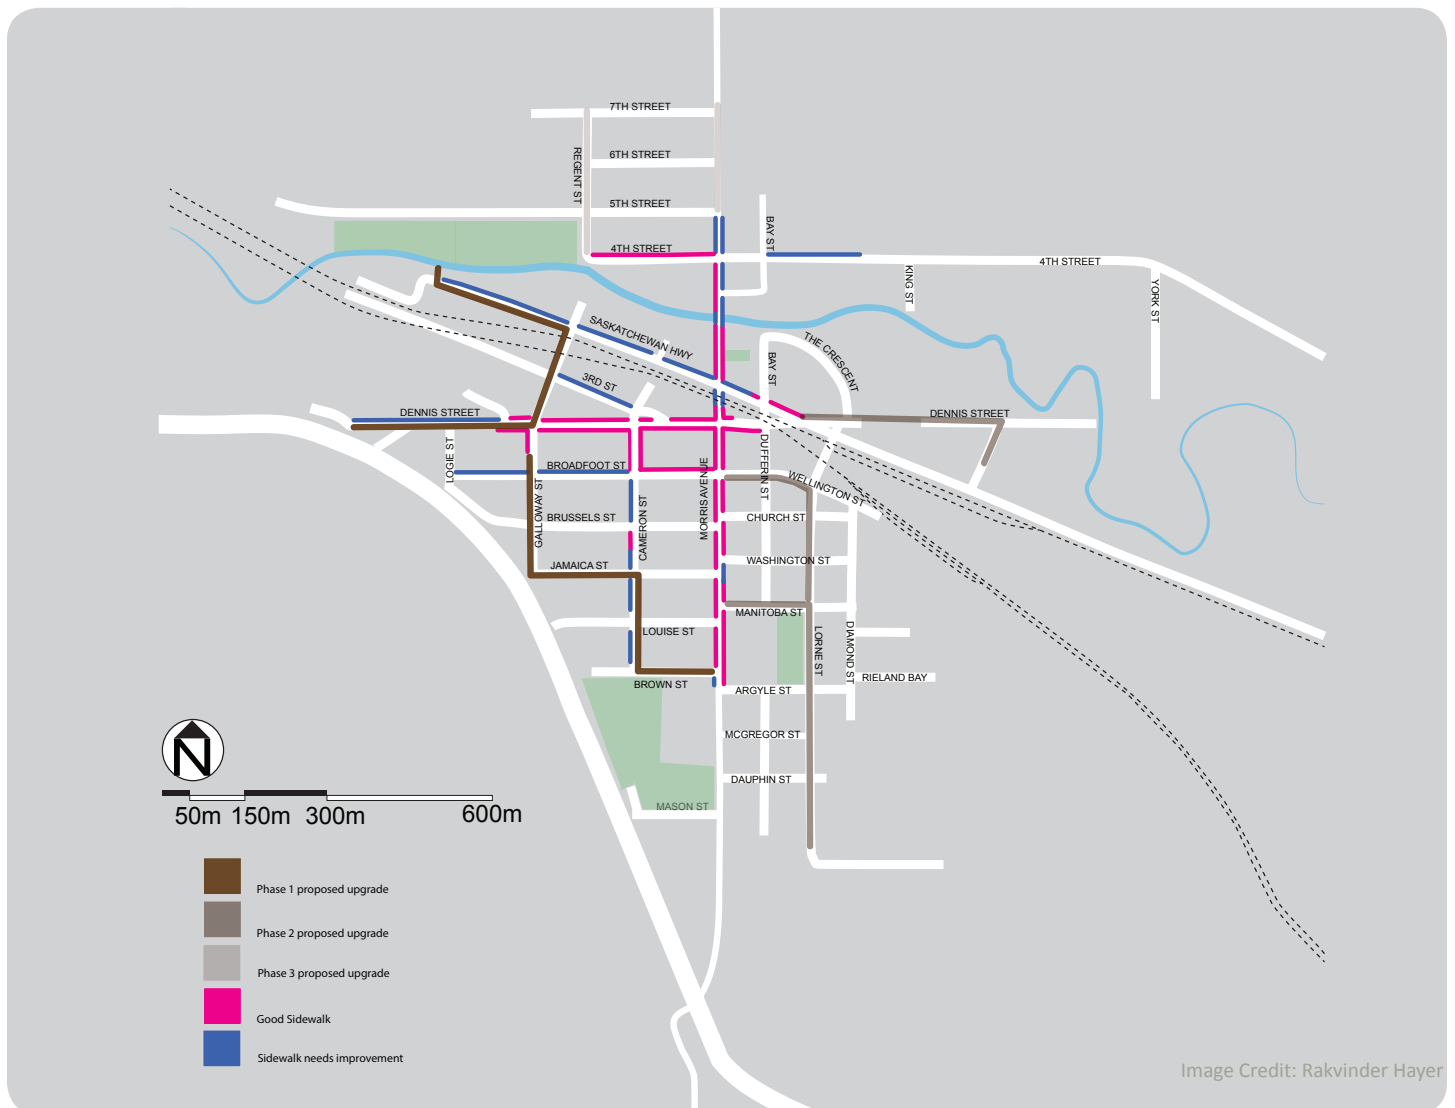 7TH STREET
6TH STREET
REGENT ST
5TH STREET
BAY ST
4TH STREET
4TH STREET
KING ST
YORK ST
SASKATCHEWAN HWY
THE CRESCENT
BAY ST
3RD ST
DENNIS STREET
DENNIS STREET
LOGIE ST
BROADFOOT ST
GALLOWAY ST
CAMERON ST
MORRIS AVENUE
DUFFERIN ST
WELLINGTON ST
BRUSSELS ST
CHURCH ST
JAMAICA ST
WASHINGTON ST
MANITOBA ST
LOUISE ST
LORNE ST
DIAMOND ST
BROWN ST
ARGYLE ST
RIELAND BAY
MCGREGOR ST
DAUPHIN ST
MASON ST
N
50m 150m 300m 600m
Phase 1 proposed upgrade
Phase 2 proposed upgrade
Phase 3 proposed upgrade
Good Sidewalk
Sidewalk needs improvement
Image Credit: Rakvinder Hayer